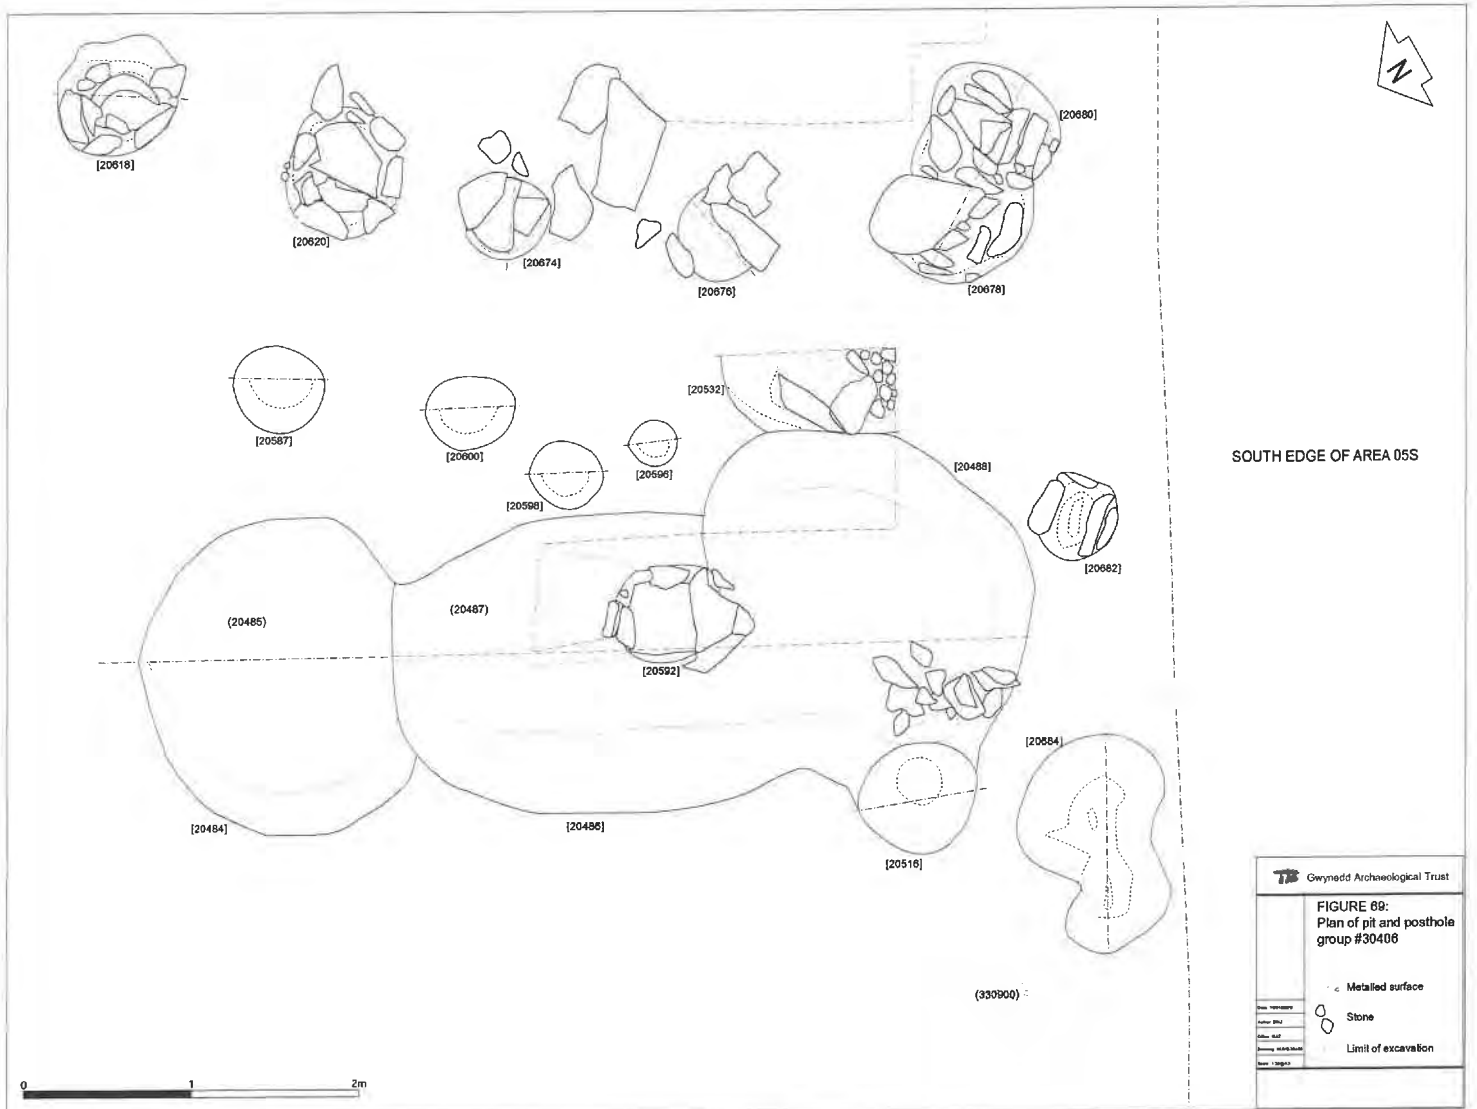 N
[20680]
[20618]
[20620]
[20674]
[20676]
[20678]
[20532]
[20587]
[20600]
[20596]
[20598]
[20488]
SOUTH EDGE OF AREA 05S
[20682]
(20485)
(20487)
[20592]
[20684]
[20484]
[20486]
[20516]
(330900)
Gwynedd Archaeological Trust
FIGURE 69:
Plan of pit and posthole
group #30406
Metalled surface
Stone
Limit of excavation
0 1 2m